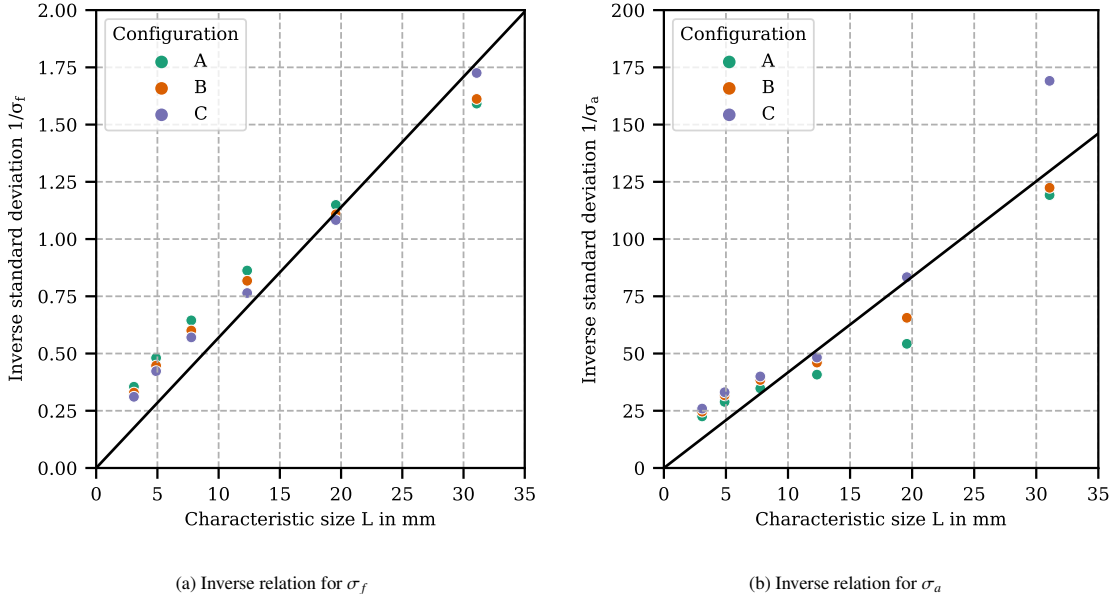 Inverse standard deviation 1/σf
2.00
1.75
1.50
1.25
1.00
0.75
0.50
0.25
0.00
Configuration
A
B
C
0 5 10 15 20 25 30 35
Characteristic size L in mm
(a) Inverse relation for σf
Inverse standard deviation 1/σa
200
175
150
125
100
75
50
25
0
Configuration
A
B
C
0 5 10 15 20 25 30 35
Characteristic size L in mm
(b) Inverse relation for σa